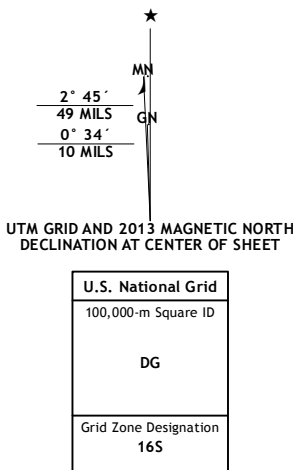 MN
2° 45´
49 MILS
GN
0° 34´
10 MILS
UTM GRID AND 2013 MAGNETIC NORTH
DECLINATION AT CENTER OF SHEET
U.S. National Grid
100,000-m Square ID
DG
Grid Zone Designation
16S